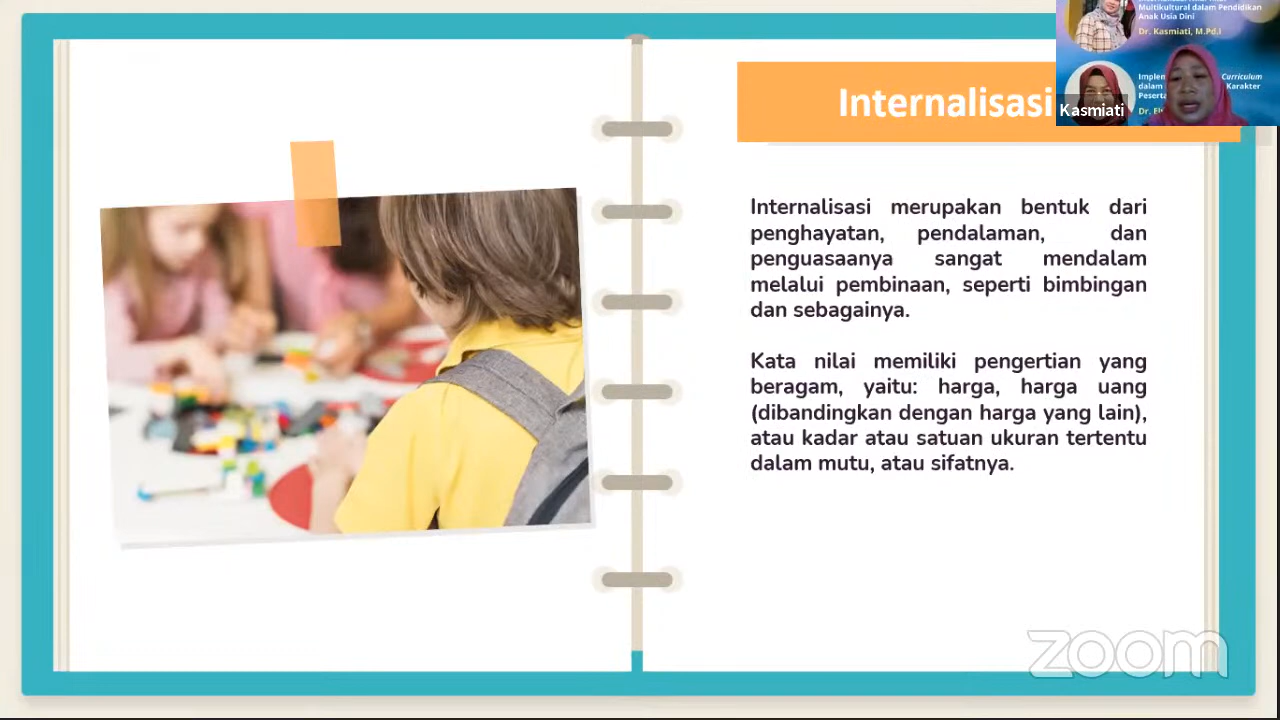 Multikultural dalam Pendidikan
Anak Usia Dini
Dr. Kasmiati, M.Pd.I
Curriculum
dalam Karakter
Kasmiati
Dr.
Internalisasi
Internalisasi merupakan bentuk dari
penghayatan, pendalaman, dan
penguasaanya sangat mendalam
melalui pembinaan, seperti bimbingan
dan sebagainya.
Kata nilai memiliki pengertian yang
beragam, yaitu: harga, harga uang
(dibandingkan dengan harga yang lain),
atau kadar atau satuan ukuran tertentu
dalam mutu, atau sifatnya.
zoom